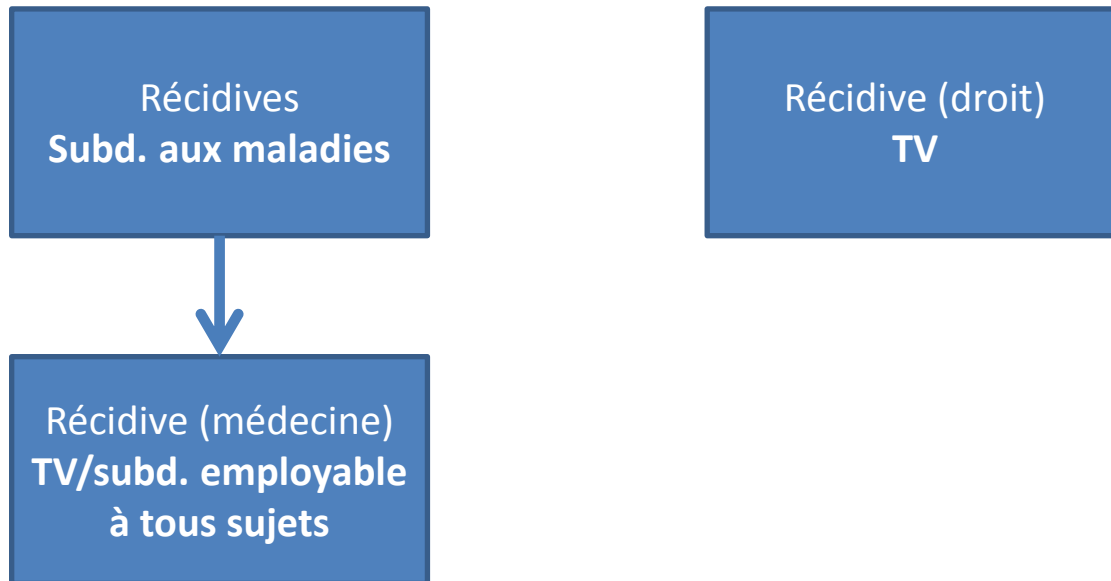 Récidives
Subd. aux maladies
Récidive (droit)
TV
Récidive (médecine)
TV/subd. employable
à tous sujets